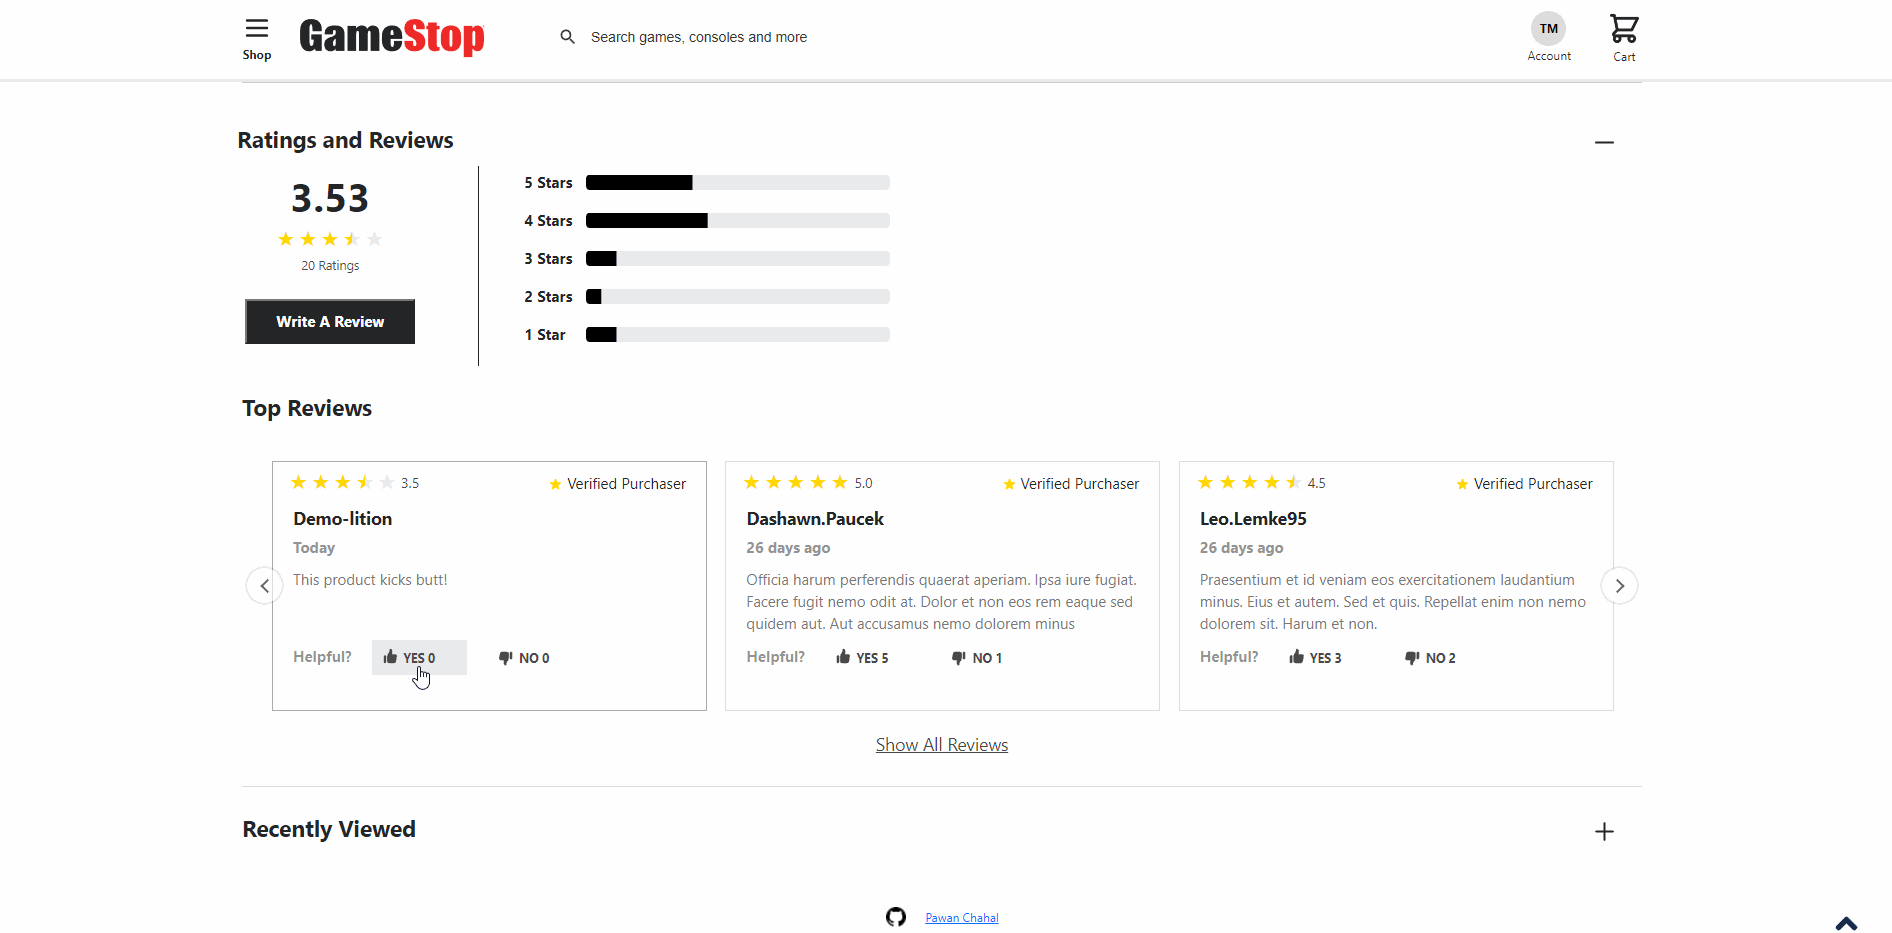 Shop
GameStop
Search games, consoles and more
TM
Account
Cart
Ratings and Reviews
3.53
20 Ratings
Write A Review
5 Stars
4 Stars
3 Stars
2 Stars
1 Star
Top Reviews
3.5
Verified Purchaser
Demo-lition
Today
This product kicks butt!
Helpful?
YES 0
NO 0
5.0
Verified Purchaser
Dashawn.Paucek
26 days ago
Officia harum perferendis quaerat aperiam. Ipsa iure fugiat.
Facere fugit nemo odit at. Dolor et non eos rem eaque sed
quidem aut. Aut accusamus nemo dolorem minus
Helpful?
YES 5
NO 1
4.5
Verified Purchaser
Leo.Lemke95
26 days ago
Praesentium et id veniam eos exercitationem laudantium
minus. Eius et autem. Sed et quis. Repellat enim non nemo
dolorem sit. Harum et non.
Helpful?
YES 3
NO 2
Show All Reviews
Recently Viewed
Pawan Chahal